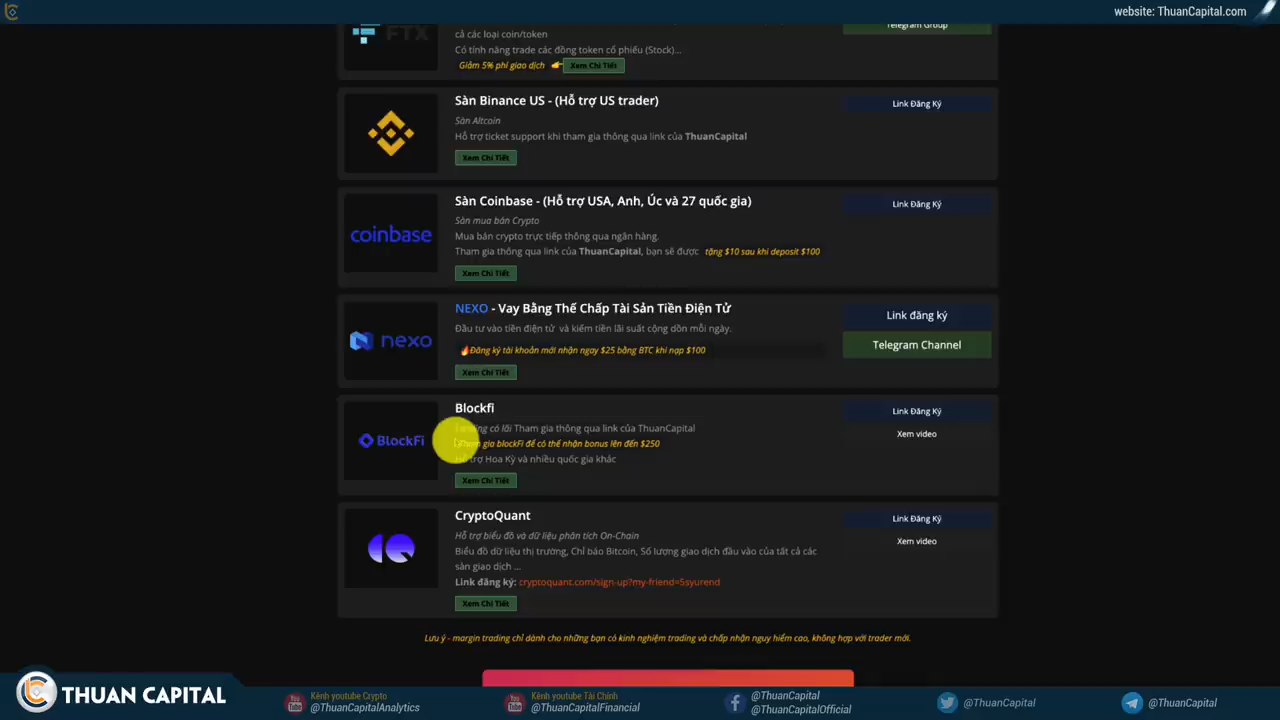 website: ThuanCapital.com
FTX
cả các loại coin/token
Có tính năng trade các đồng token cổ phiếu (Stock)...
Giảm 5% phí giao dịch 👉 Xem Chi Tiết
Telegram Group
Sàn Binance US - (Hỗ trợ US trader)
Sàn Altcoin
Hỗ trợ ticket support khi tham gia thông qua link của ThuanCapital
Xem Chi Tiết
Link Đăng Ký
coinbase
Sàn Coinbase - (Hỗ trợ USA, Anh, Úc và 27 quốc gia)
Sàn mua bán Crypto
Mua bán crypto trực tiếp thông qua ngân hàng.
Tham gia thông qua link của ThuanCapital, bạn sẽ được tặng $10 sau khi deposit $100
Xem Chi Tiết
Link Đăng Ký
nexo
NEXO - Vay Bằng Thế Chấp Tài Sản Tiền Điện Tử
Đầu tư vào tiền điện tử và kiếm tiền lãi suất cộng dồn mỗi ngày.
🔥Đăng ký tài khoản mới nhận ngay $25 bằng BTC khi nạp $100
Xem Chi Tiết
Link đăng ký
Telegram Channel
BlockFi
Blockfi
có lãi Tham gia thông qua link của ThuanCapital
gia blockFi để có thể nhận bonus lên đến $250
trợ Hoa Kỳ và nhiều quốc gia khác
Xem Chi Tiết
Link Đăng Ký
Xem video
CryptoQuant
Hỗ trợ biểu đồ và dữ liệu phân tích On-Chain
Biểu đồ dữ liệu thị trường, Chỉ báo Bitcoin, Số lượng giao dịch đầu vào của tất cả các
sàn giao dịch ...
Link đăng ký: cryptoquant.com/sign-up?my-friend=5syurend
Xem Chi Tiết
Link Đăng Ký
Xem video
Lưu ý - margin trading chỉ dành cho những bạn có kinh nghiệm trading và chấp nhận nguy hiểm cao, không hợp với trader mới.
THUAN CAPITAL
Kênh youtube Crypto
@ThuanCapitalAnalytics
Kênh youtube Tài Chính
@ThuanCapitalFinancial
@ThuanCapital
@ThuanCapitalOfficial
@ThuanCapital
@ThuanCapital